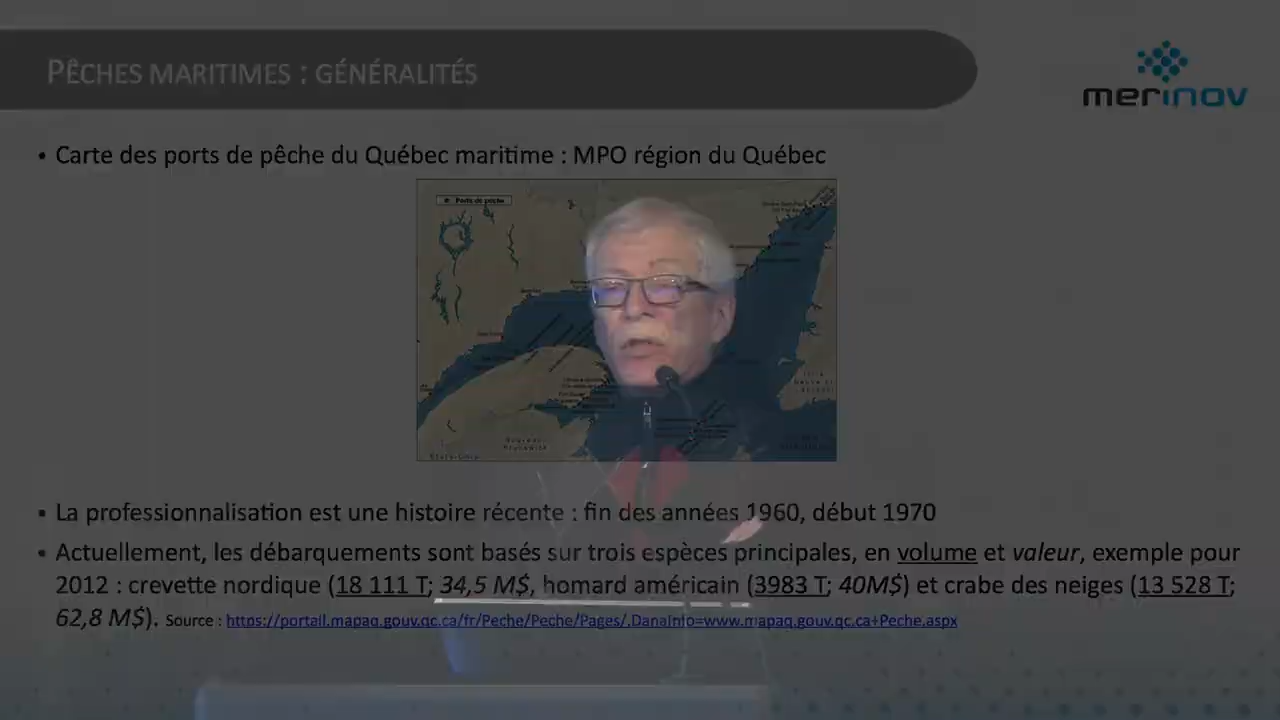 PÊCHES MARITIMES : GÉNÉRALITÉS
merinov
• Carte des ports de pêche du Québec maritime : MPO région du Québec
Ports de pêche
▪ La professionnalisation est une histoire récente : fin des années 1960, début 1970
▪ Actuellement, les débarquements sont basés sur trois espèces principales, en volume et valeur, exemple pour
2012 : crevette nordique (18 111 T; 34,5 M$, homard américain (3983 T; 40M$) et crabe des neiges (13 528 T;
62,8 M$). Source : https://portail.mapaq.gouv.qc.ca/fr/Peche/Peche/Pages/,DanaInfo=www.mapaq.gouv.qc.ca+Peche.aspx